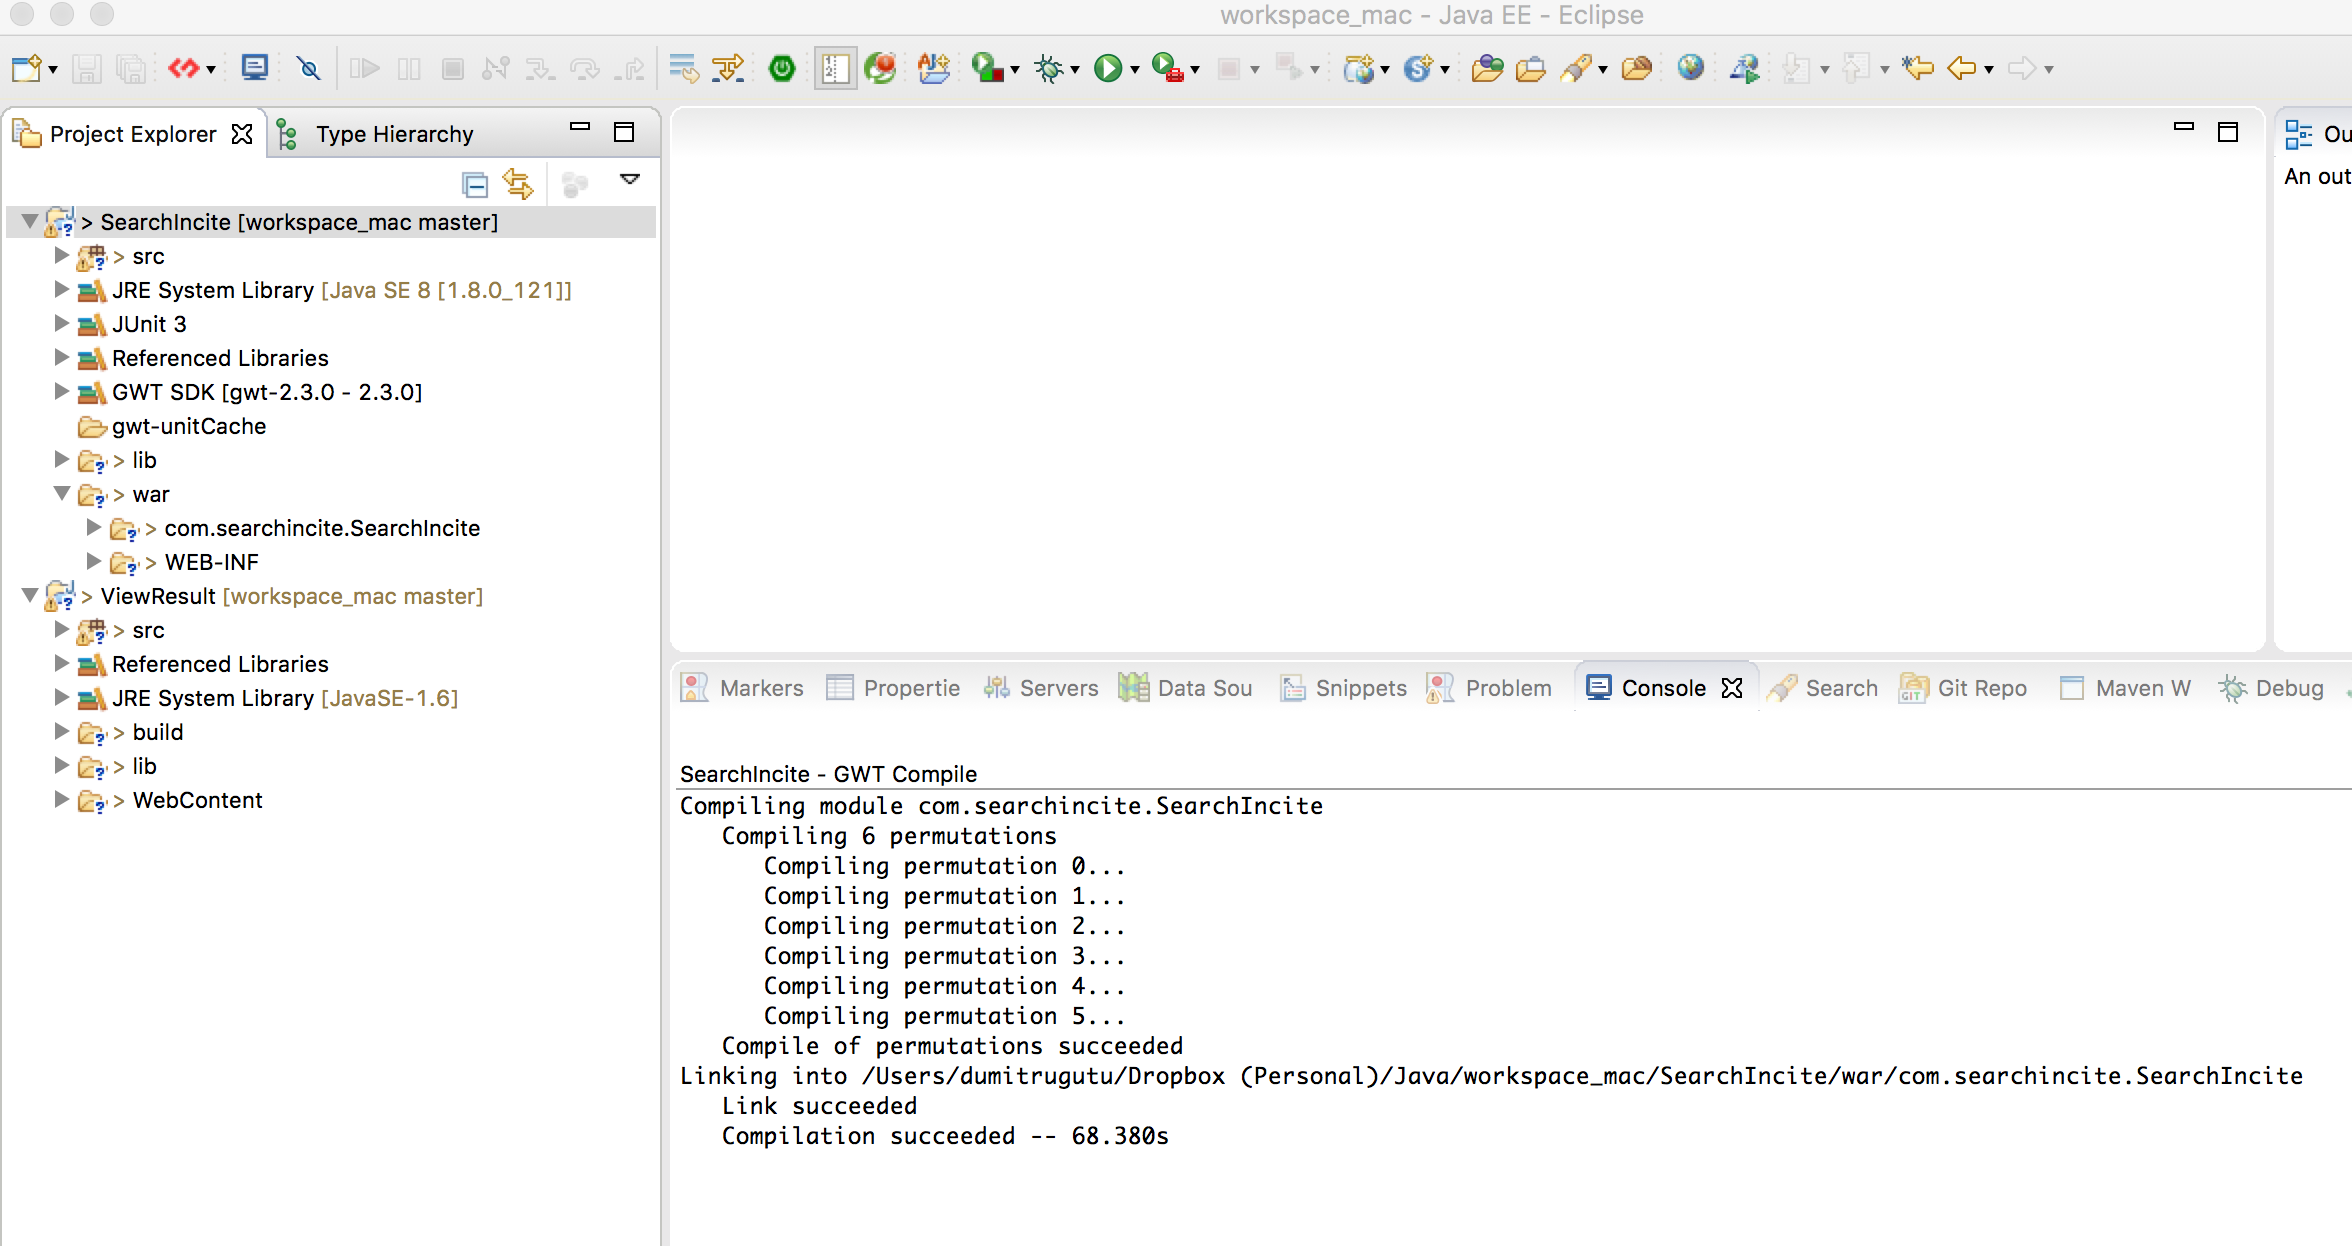 workspace_mac - Java EE - Eclipse
Project Explorer
Type Hierarchy
Ou
An out
> SearchIncite [workspace_mac master]
> src
JRE System Library [Java SE 8 [1.8.0_121]]
JUnit 3
Referenced Libraries
GWT SDK [gwt-2.3.0 - 2.3.0]
gwt-unitCache
> lib
> war
> com.searchincite.SearchIncite
> WEB-INF
> ViewResult [workspace_mac master]
> src
Referenced Libraries
JRE System Library [JavaSE-1.6]
> build
> lib
> WebContent
Markers Propertie Servers Data Sou Snippets Problem Console Search Git Repo Maven W Debug
SearchIncite - GWT Compile
Compiling module com.searchincite.SearchIncite
Compiling 6 permutations
Compiling permutation 0...
Compiling permutation 1...
Compiling permutation 2...
Compiling permutation 3...
Compiling permutation 4...
Compiling permutation 5...
Compile of permutations succeeded
Linking into /Users/dumitrugutu/Dropbox (Personal)/Java/workspace_mac/SearchIncite/war/com.searchincite.SearchIncite
Link succeeded
Compilation succeeded -- 68.380s